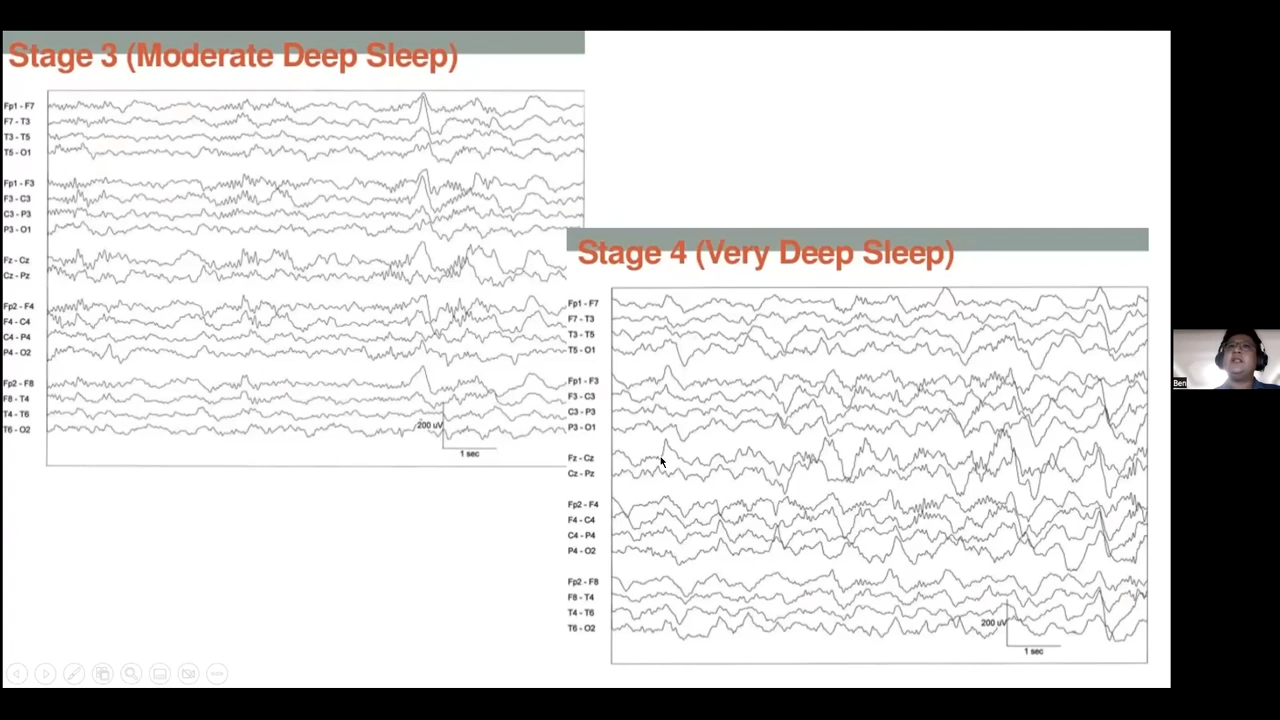 Stage 3 (Moderate Deep Sleep)
Fp1 - F7
F7 - T3
T3 - T5
T5 - O1
Fp1 - F3
F3 - C3
C3 - P3
P3 - O1
Fz - Cz
Cz - Pz
Fp2 - F4
F4 - C4
C4 - P4
P4 - O2
Fp2 - F8
F8 - T4
T4 - T6
T6 - O2
200 uV
1 sec
Stage 4 (Very Deep Sleep)
Fp1 - F7
F7 - T3
T3 - T5
T5 - O1
Fp1 - F3
F3 - C3
C3 - P3
P3 - O1
Fz - Cz
Cz - Pz
Fp2 - F4
F4 - C4
C4 - P4
P4 - O2
Fp2 - F8
F8 - T4
T4 - T6
T6 - O2
200 uV
1 sec
Ben